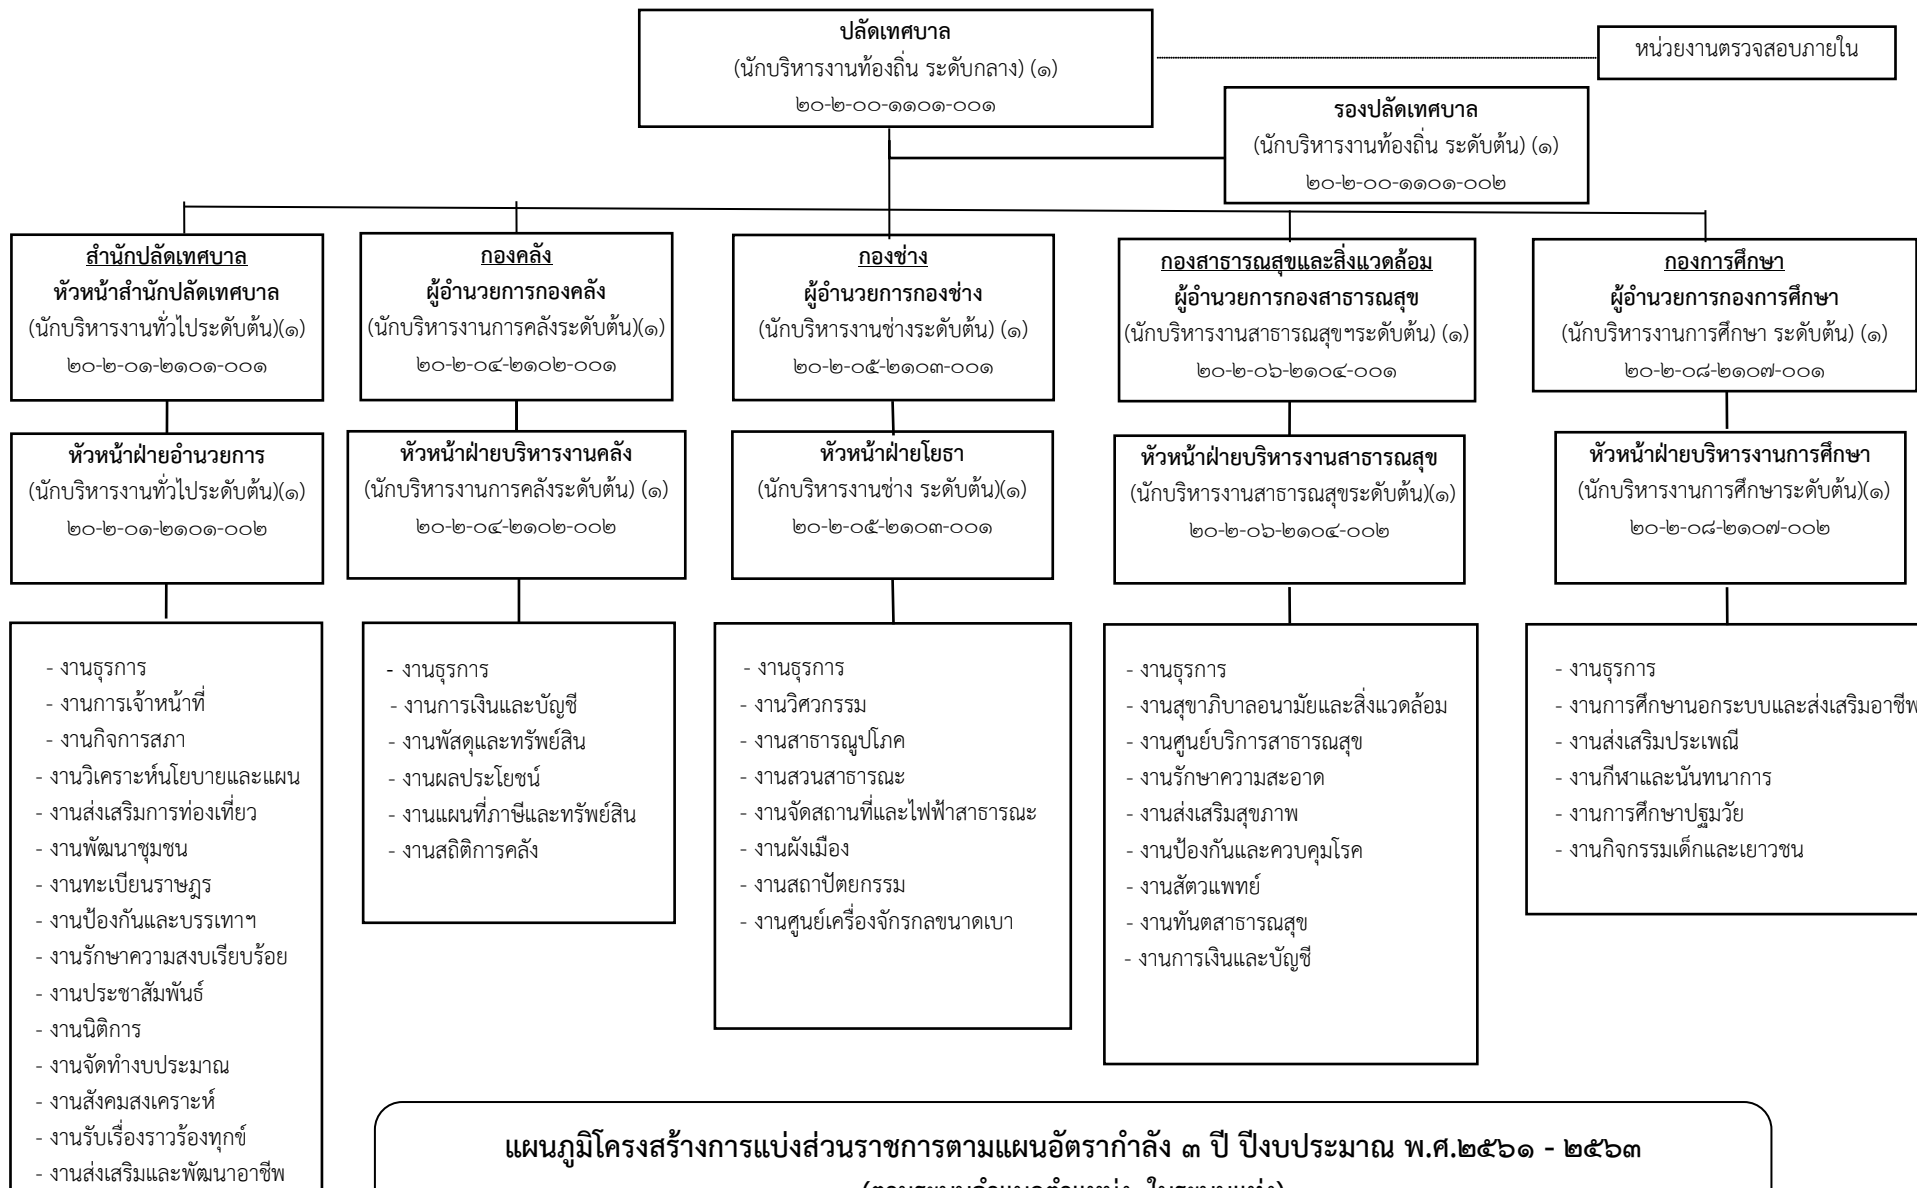 ปลัดเทศบาล
(นักบริหารงานท้องถิ่น ระดับกลาง) (๑)
๒๐-๒-๐๐-๑๑๐๑-๐๐๑
หน่วยงานตรวจสอบภายใน
รองปลัดเทศบาล
(นักบริหารงานท้องถิ่น ระดับต้น) (๑)
๒๐-๒-๐๐-๑๑๐๑-๐๐๒
สำนักปลัดเทศบาล
หัวหน้าสำนักปลัดเทศบาล
(นักบริหารงานทั่วไประดับต้น)(๑)
๒๐-๒-๐๑-๒๑๐๑-๐๐๑
กองคลัง
ผู้อำนวยการกองคลัง
(นักบริหารงานการคลังระดับต้น)(๑)
๒๐-๒-๐๔-๒๑๐๒-๐๐๑
กองช่าง
ผู้อำนวยการกองช่าง
(นักบริหารงานช่างระดับต้น) (๑)
๒๐-๒-๐๕-๒๑๐๓-๐๐๑
กองสาธารณสุขและสิ่งแวดล้อม
ผู้อำนวยการกองสาธารณสุข
(นักบริหารงานสาธารณสุขฯระดับต้น) (๑)
๒๐-๒-๐๖-๒๑๐๔-๐๐๑
กองการศึกษา
ผู้อำนวยการกองการศึกษา
(นักบริหารงานการศึกษา ระดับต้น) (๑)
๒๐-๒-๐๘-๒๑๐๗-๐๐๑
หัวหน้าฝ่ายอำนวยการ
(นักบริหารงานทั่วไประดับต้น)(๑)
๒๐-๒-๐๑-๒๑๐๑-๐๐๒
หัวหน้าฝ่ายบริหารงานคลัง
(นักบริหารงานการคลังระดับต้น) (๑)
๒๐-๒-๐๔-๒๑๐๒-๐๐๒
หัวหน้าฝ่ายโยธา
(นักบริหารงานช่าง ระดับต้น)(๑)
๒๐-๒-๐๕-๒๑๐๓-๐๐๑
หัวหน้าฝ่ายบริหารงานสาธารณสุข
(นักบริหารงานสาธารณสุขระดับต้น)(๑)
๒๐-๒-๐๖-๒๑๐๔-๐๐๒
หัวหน้าฝ่ายบริหารงานการศึกษา
(นักบริหารงานการศึกษาระดับต้น)(๑)
๒๐-๒-๐๘-๒๑๐๗-๐๐๒
- งานธุรการ
- งานการเจ้าหน้าที่
- งานกิจการสภา
- งานวิเคราะห์นโยบายและแผน
- งานส่งเสริมการท่องเที่ยว
- งานพัฒนาชุมชน
- งานทะเบียนราษฎร
- งานป้องกันและบรรเทาฯ
- งานรักษาความสงบเรียบร้อย
- งานประชาสัมพันธ์
- งานนิติการ
- งานจัดทำงบประมาณ
- งานสังคมสงเคราะห์
- งานรับเรื่องราวร้องทุกข์
- งานส่งเสริมและพัฒนาอาชีพ
- งานธุรการ
- งานการเงินและบัญชี
- งานพัสดุและทรัพย์สิน
- งานผลประโยชน์
- งานแผนที่ภาษีและทรัพย์สิน
- งานสถิติการคลัง
- งานธุรการ
- งานวิศวกรรม
- งานสาธารณูปโภค
- งานสวนสาธารณะ
- งานจัดสถานที่และไฟฟ้าสาธารณะ
- งานผังเมือง
- งานสถาปัตยกรรม
- งานศูนย์เครื่องจักรกลขนาดเบา
- งานธุรการ
- งานสุขาภิบาลอนามัยและสิ่งแวดล้อม
- งานศูนย์บริการสาธารณสุข
- งานรักษาความสะอาด
- งานส่งเสริมสุขภาพ
- งานป้องกันและควบคุมโรค
- งานสัตวแพทย์
- งานทันตสาธารณสุข
- งานการเงินและบัญชี
- งานธุรการ
- งานการศึกษานอกระบบและส่งเสริมอาชีพ
- งานส่งเสริมประเพณี
- งานกีฬาและนันทนาการ
- งานการศึกษาปฐมวัย
- งานกิจกรรมเด็กและเยาวชน
แผนภูมิโครงสร้างการแบ่งส่วนราชการตามแผนอัตรากำลัง ๓ ปี ปีงบประมาณ พ.ศ.๒๕๖๑ - ๒๕๖๓